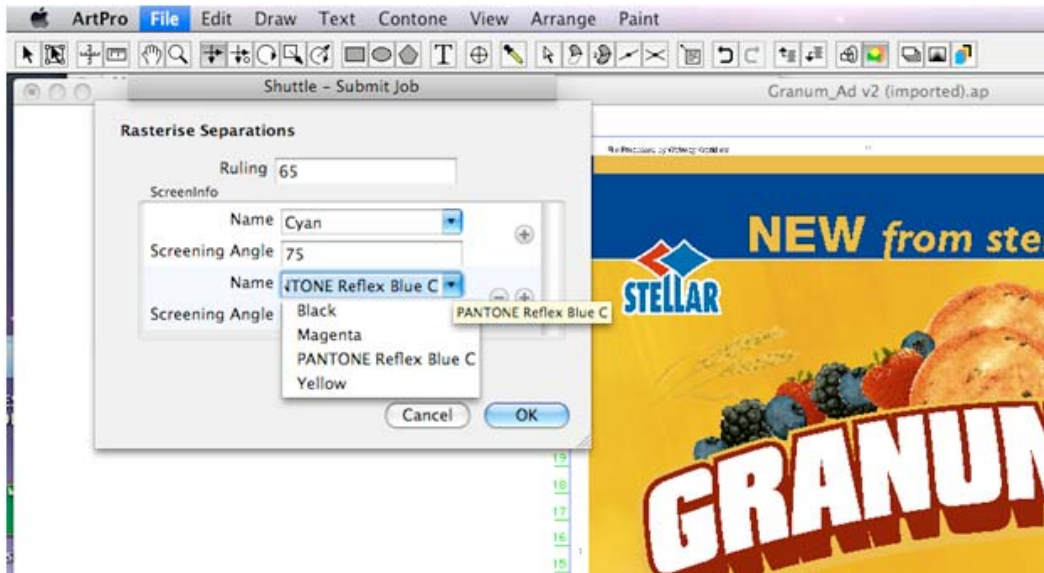 ArtPro File Edit Draw Text Contone View Arrange Paint
T
Shuttle - Submit Job
Granum_Ad v2 (imported).ap
Rasterise Separations
Ruling 65
ScreenInfo
Name Cyan
Screening Angle 75
Name NTONE Reflex Blue C
Screening Angle
Black
PANTONE Reflex Blue C
Magenta
PANTONE Reflex Blue C
Yellow
Cancel OK
NEW from ste
STELLAR
GRANUM
19
18
17
16
15